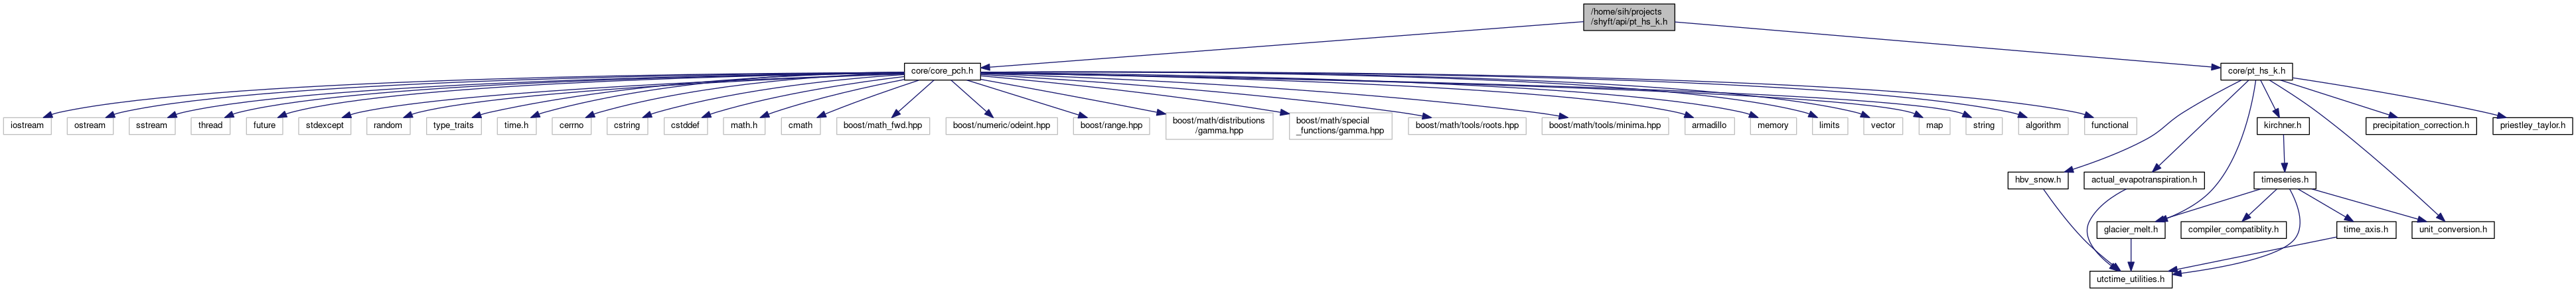 /home/sih/projects
/shyft/api/pt_hs_k.h
core/core_pch.h
core/pt_hs_k.h
iostream
ostream
sstream
thread
future
stdexcept
random
type_traits
time.h
cerrno
cstring
cstddef
math.h
cmath
boost/math_fwd.hpp
boost/numeric/odeint.hpp
boost/range.hpp
boost/math/distributions
/gamma.hpp
boost/math/special
_functions/gamma.hpp
boost/math/tools/roots.hpp
boost/math/tools/minima.hpp
armadillo
memory
limits
vector
map
string
algorithm
functional
kirchner.h
precipitation_correction.h
priestley_taylor.h
hbv_snow.h
actual_evapotranspiration.h
timeseries.h
glacier_melt.h
compiler_compatiblity.h
time_axis.h
unit_conversion.h
utctime_utilities.h